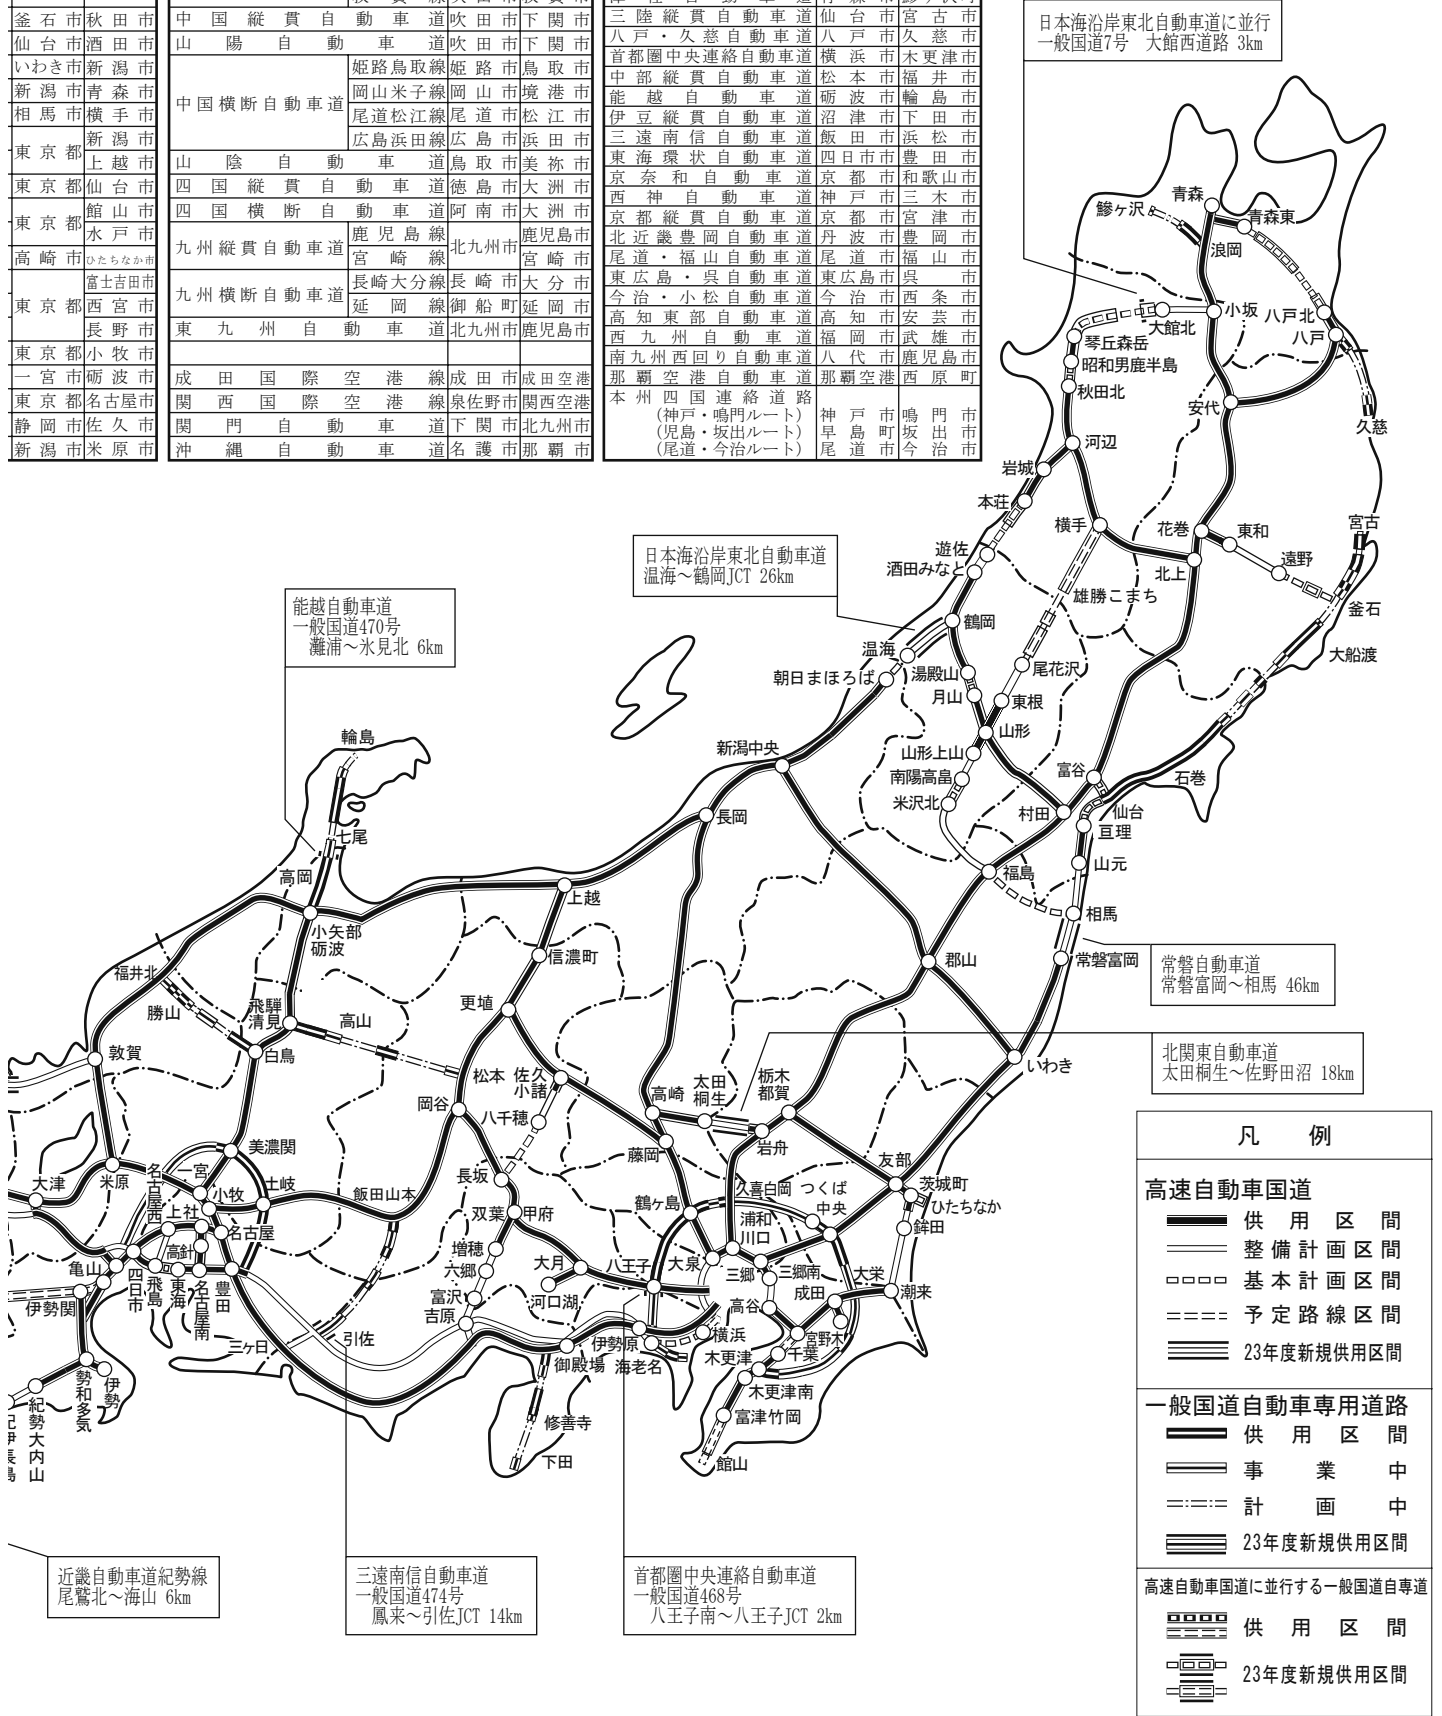 釜石市 秋田市
仙台市 酒田市
いわき市 新潟市
新潟市 青森市
相馬市 横手市
東京都 新潟市
上越市
東京都 仙台市
東京都 館山市
水戸市
高崎市 ひたちなか市
東京都 富士吉田市
西宮市
長野市
東京都 小牧市
一宮市 砺波市
東京都 名古屋市
静岡市 佐久市
新潟市 米原市
中国縦貫自動車道 吹田市 下関市
山陽自動車道 吹田市 下関市
中国横断自動車道 姫路鳥取線 姫路市 鳥取市
岡山米子線 岡山市 境港市
尾道松江線 尾道市 松江市
広島浜田線 広島市 浜田市
山陰自動車道 鳥取市 美祢市
四国縦貫自動車道 徳島市 大洲市
四国横断自動車道 阿南市 大洲市
九州縦貫自動車道 鹿児島線 北九州市 鹿児島市
宮崎線 宮崎市
九州横断自動車道 長崎大分線 長崎市 大分市
延岡線 御船町 延岡市
東九州自動車道 北九州市 鹿児島市
成田国際空港線 成田市 成田空港
関西国際空港線 泉佐野市 関西空港
関門自動車道 下関市 北九州市
沖縄自動車道 名護市 那覇市
三陸縦貫自動車道 仙台市 宮古市
八戸・久慈自動車道 八戸市 久慈市
首都圏中央連絡自動車道 横浜市 木更津市
中部縦貫自動車道 松本市 福井市
能越自動車道 砺波市 輪島市
伊豆縦貫自動車道 沼津市 下田市
三遠南信自動車道 飯田市 浜松市
東海環状自動車道 四日市市 豊田市
京奈和自動車道 京都市 和歌山市
西神自動車道 神戸市 三木市
京都縦貫自動車道 京都市 宮津市
北近畿豊岡自動車道 丹波市 豊岡市
尾道・福山自動車道 尾道市 福山市
東広島・呉自動車道 東広島市 呉市
今治・小松自動車道 今治市 西条市
高知東部自動車道 高知市 安芸市
西九州自動車道 福岡市 武雄市
南九州西回り自動車道 八代市 鹿児島市
那覇空港自動車道 那覇空港 西原町
本州四国連絡道路
(神戸・鳴門ルート) 神戸市 鳴門市
(児島・坂出ルート) 早島町 坂出市
(尾道・今治ルート) 尾道市 今治市
日本海沿岸東北自動車道に並行
一般国道7号 大館西道路 3km
青森
鰺ヶ沢
青森東
浪岡
小坂
八戸北
大館北
八戸
琴丘森岳
昭和男鹿半島
秋田北
安代
久慈
河辺
岩城
本荘
横手
花巻
東和
宮古
遠野
遊佐
酒田みなと
北上
雄勝こまち
釜石
大船渡
日本海沿岸東北自動車道
温海~鶴岡JCT 26km
鶴岡
温海
湯殿山
尾花沢
朝日まほろば
月山
東根
山形
山形上山
富谷
南陽高畠
石巻
米沢北
仙台
村田
亘理
山元
福島
相馬
常磐富岡
能越自動車道
一般国道470号
灘浦~氷見北 6km
輪島
七尾
新潟中央
長岡
高岡
上越
小矢部
砺波
信濃町
郡山
常磐自動車道
常磐富岡~相馬 46km
福井北
勝山
飛騨
清見
高山
更埴
敦賀
白鳥
松本
佐久
小諸
いわき
北関東自動車道
太田桐生~佐野田沼 18km
岡谷
八千穂
高崎
太田
桐生
栃木
都賀
岩舟
藤岡
美濃関
大津
米原
名古屋西
一宮
小牧
土岐
飯田山本
長坂
双葉
甲府
鶴ヶ島
久喜白岡
つくば
中央
友部
茨城町
ひたちなか
鉾田
浦和
川口
上社
名古屋
高針
増穂
六郷
大月
八王子
大泉
三郷
三郷南
大栄
成田
潮来
亀山
四日市
飛島
東海
名古屋南
豊田
富沢
吉原
河口湖
高谷
伊勢関
三ヶ日
引佐
御殿場
伊勢原
海老名
横浜
宮野木
千葉
木更津
木更津南
富津竹岡
館山
勢和多気
伊勢
紀勢大内山
紀伊長島
修善寺
下田
近畿自動車道紀勢線
尾鷲北~海山 6km
三遠南信自動車道
一般国道474号
鳳来~引佐JCT 14km
首都圏中央連絡自動車道
一般国道468号
八王子南~八王子JCT 2km
凡例
高速自動車国道
供用区間
整備計画区間
基本計画区間
予定路線区間
23年度新規供用区間
一般国道自動車専用道路
供用区間
事業中
計画中
23年度新規供用区間
高速自動車国道に並行する一般国道自専道
供用区間
23年度新規供用区間